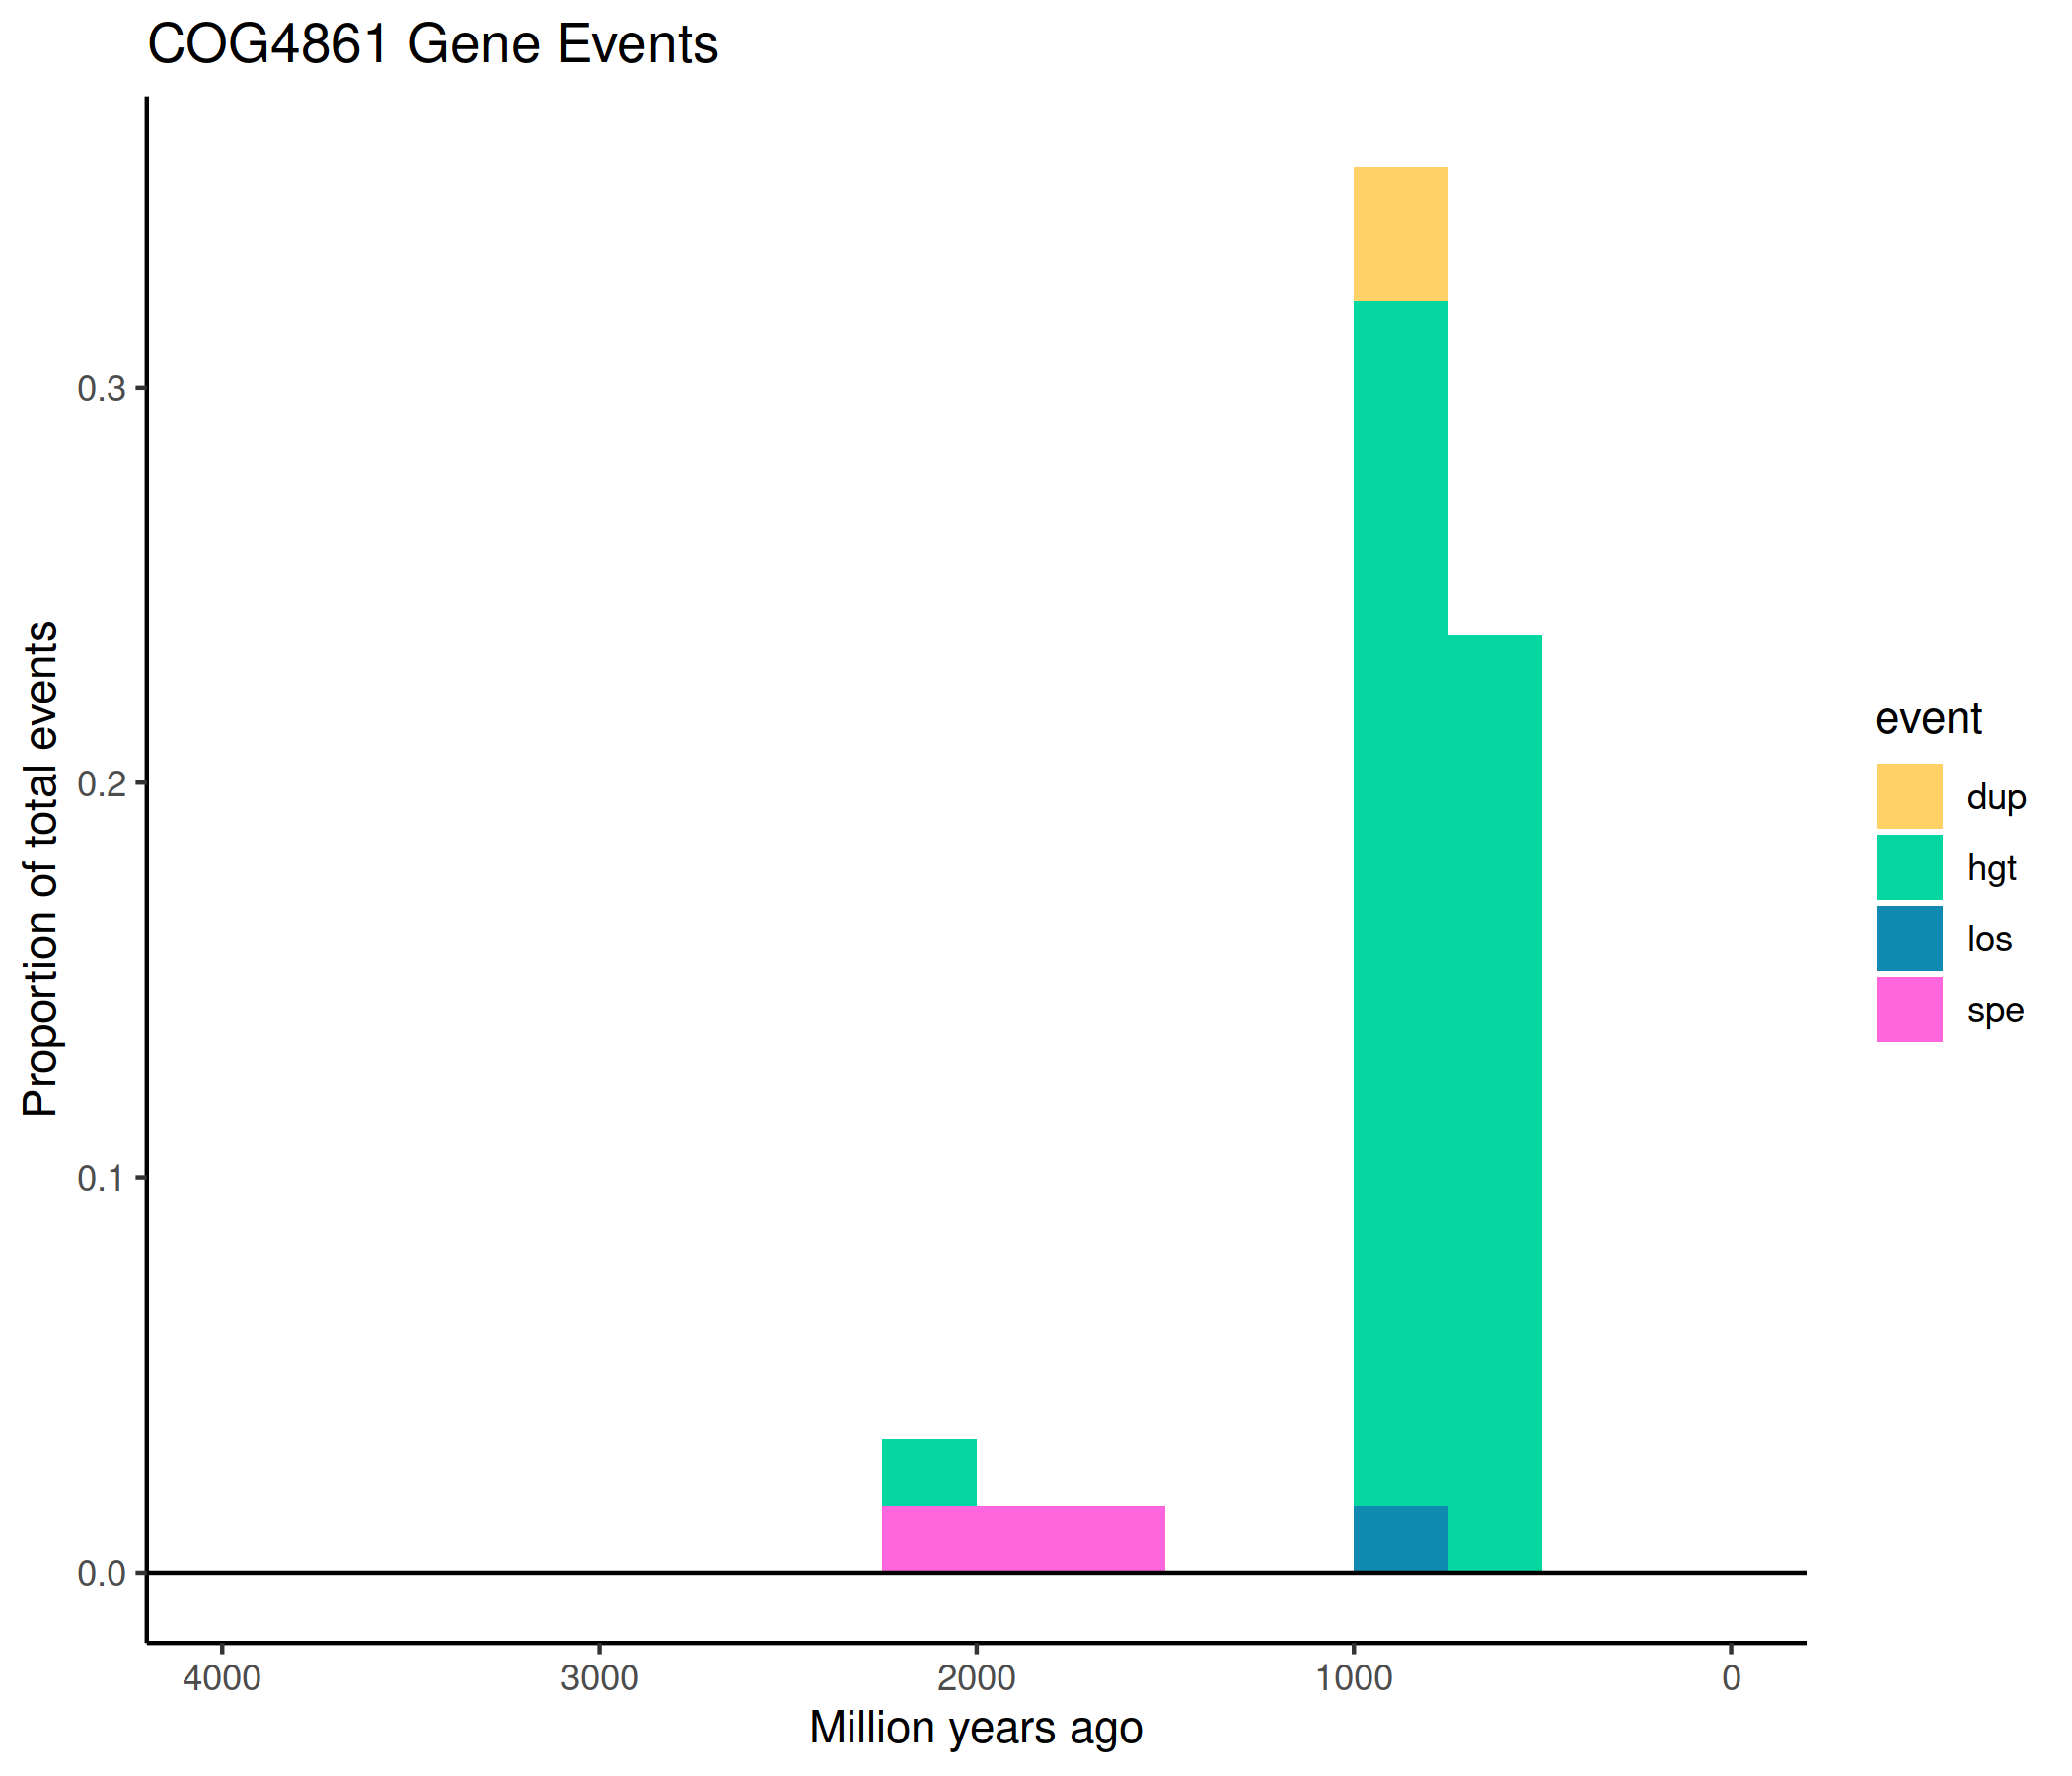 COG4861 Gene Events
Proportion of total events
0.3
0.2
0.1
0.0
4000 3000 2000 1000 0
Million years ago
event
dup
hgt
los
spe